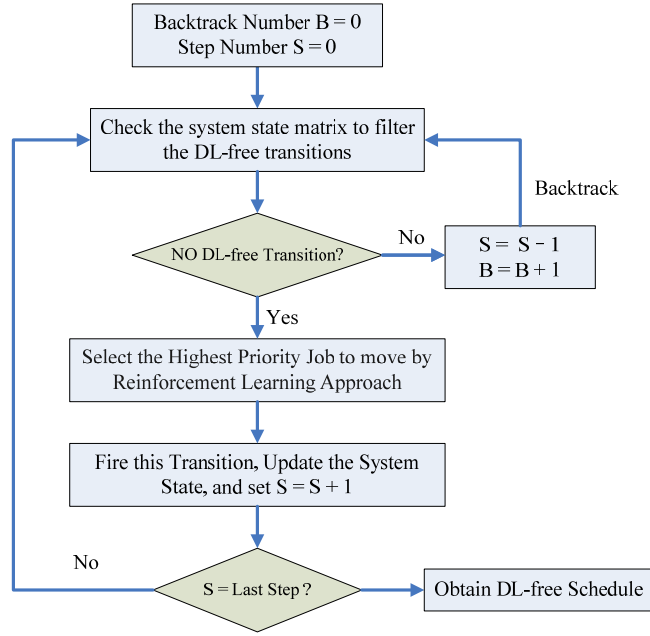 Backtrack Number B = 0
Step Number S = 0
Check the system state matrix to filter
the DL-free transitions
Backtrack
NO DL-free Transition?
No
S = S - 1
B = B + 1
Yes
Select the Highest Priority Job to move by
Reinforcement Learning Approach
Fire this Transition, Update the System
State, and set S = S + 1
No
S = Last Step ?
Obtain DL-free Schedule